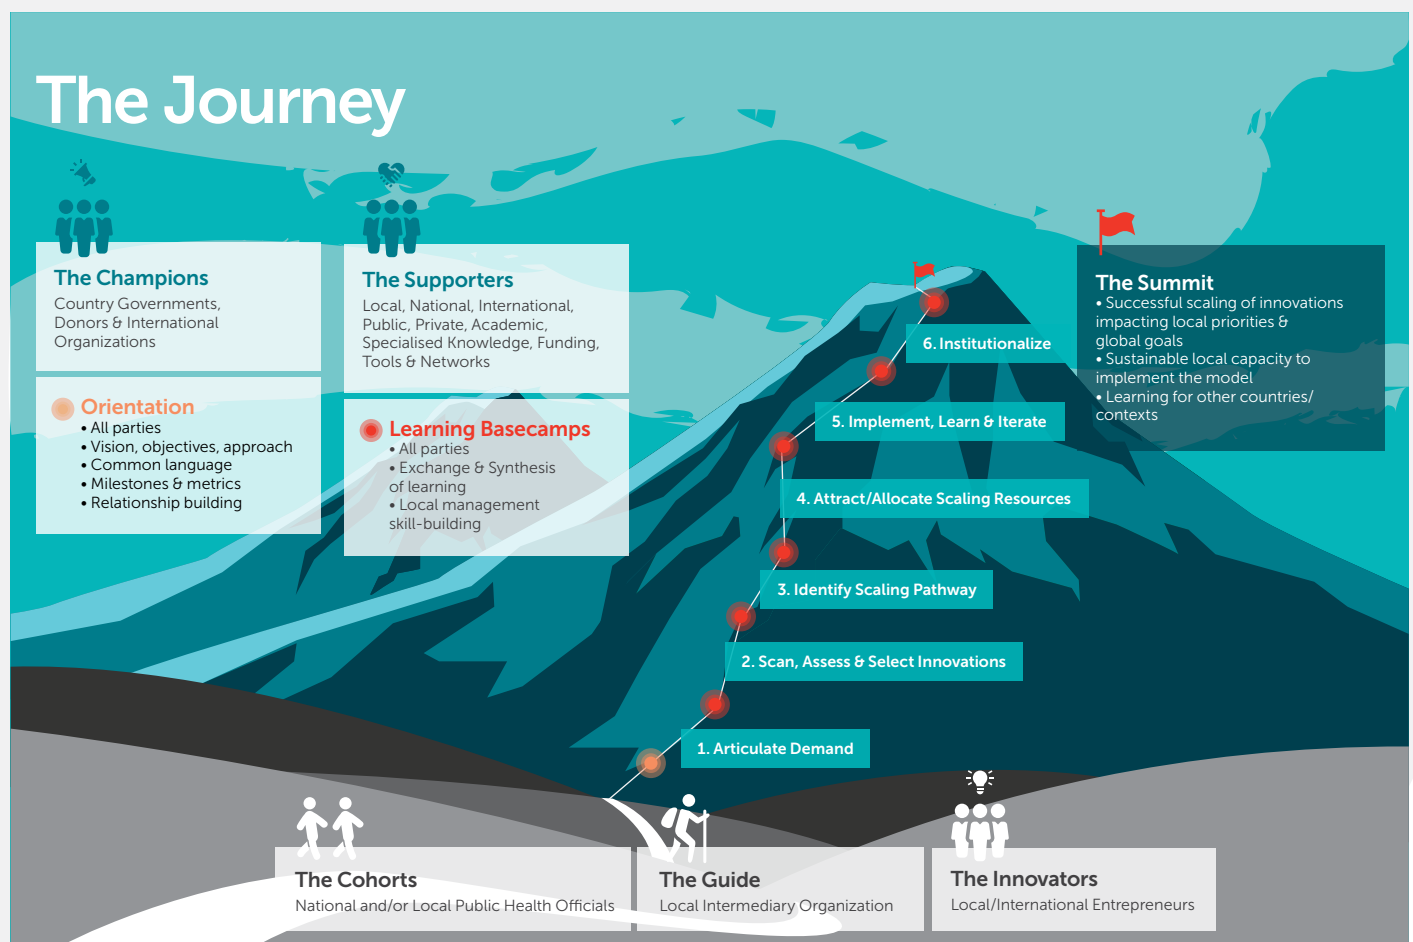 The Journey
The Champions
Country Governments,
Donors & International
Organizations
The Supporters
Local, National, International,
Public, Private, Academic,
Specialised Knowledge, Funding,
Tools & Networks
Orientation
• All parties
• Vision, objectives, approach
• Common language
• Milestones & metrics
• Relationship building
Learning Basecamps
• All parties
• Exchange & Synthesis
of learning
• Local management
skill-building
The Summit
• Successful scaling of innovations
impacting local priorities &
global goals
• Sustainable local capacity to
implement the model
• Learning for other countries/
contexts
6. Institutionalize
5. Implement, Learn & Iterate
4. Attract/Allocate Scaling Resources
3. Identify Scaling Pathway
2. Scan, Assess & Select Innovations
1. Articulate Demand
The Cohorts
National and/or Local Public Health Officials
The Guide
Local Intermediary Organization
The Innovators
Local/International Entrepreneurs